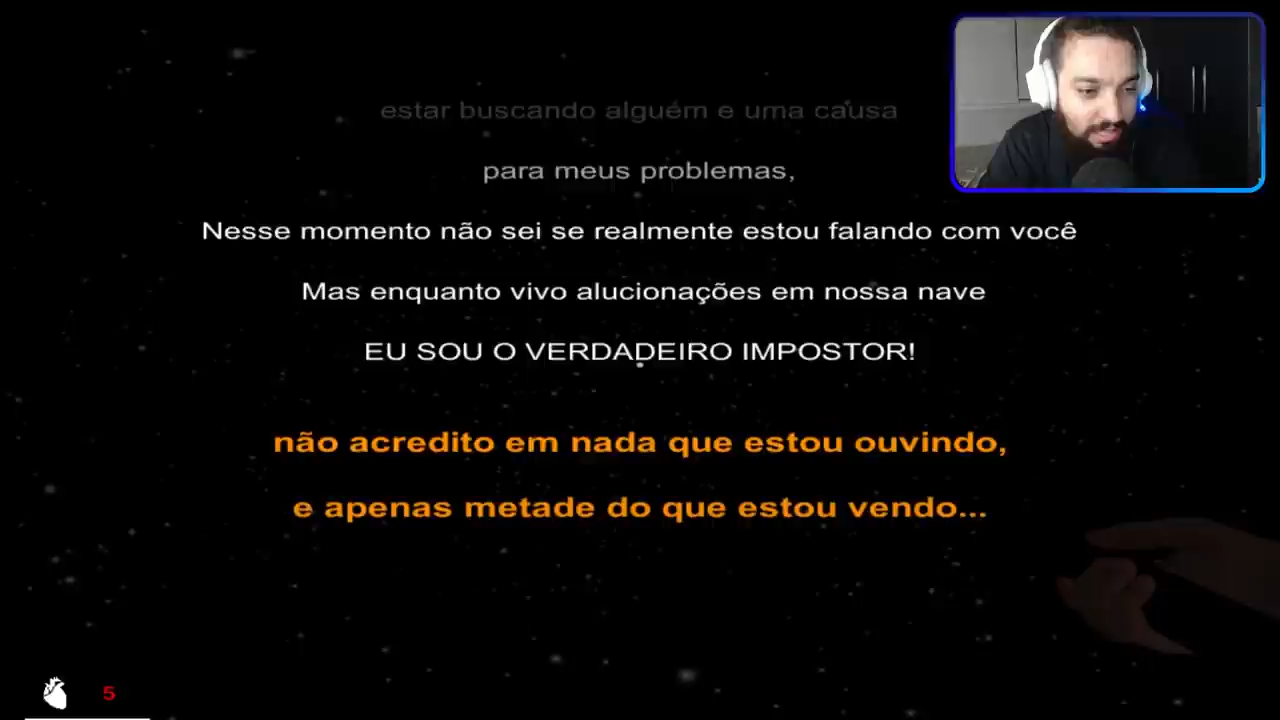 estar buscando alguém e uma causa
para meus problemas,
Nesse momento não sei se realmente estou falando com você
Mas enquanto vivo alucionações em nossa nave
EU SOU O VERDADEIRO IMPOSTOR!
não acredito em nada que estou ouvindo,
e apenas metade do que estou vendo...
5